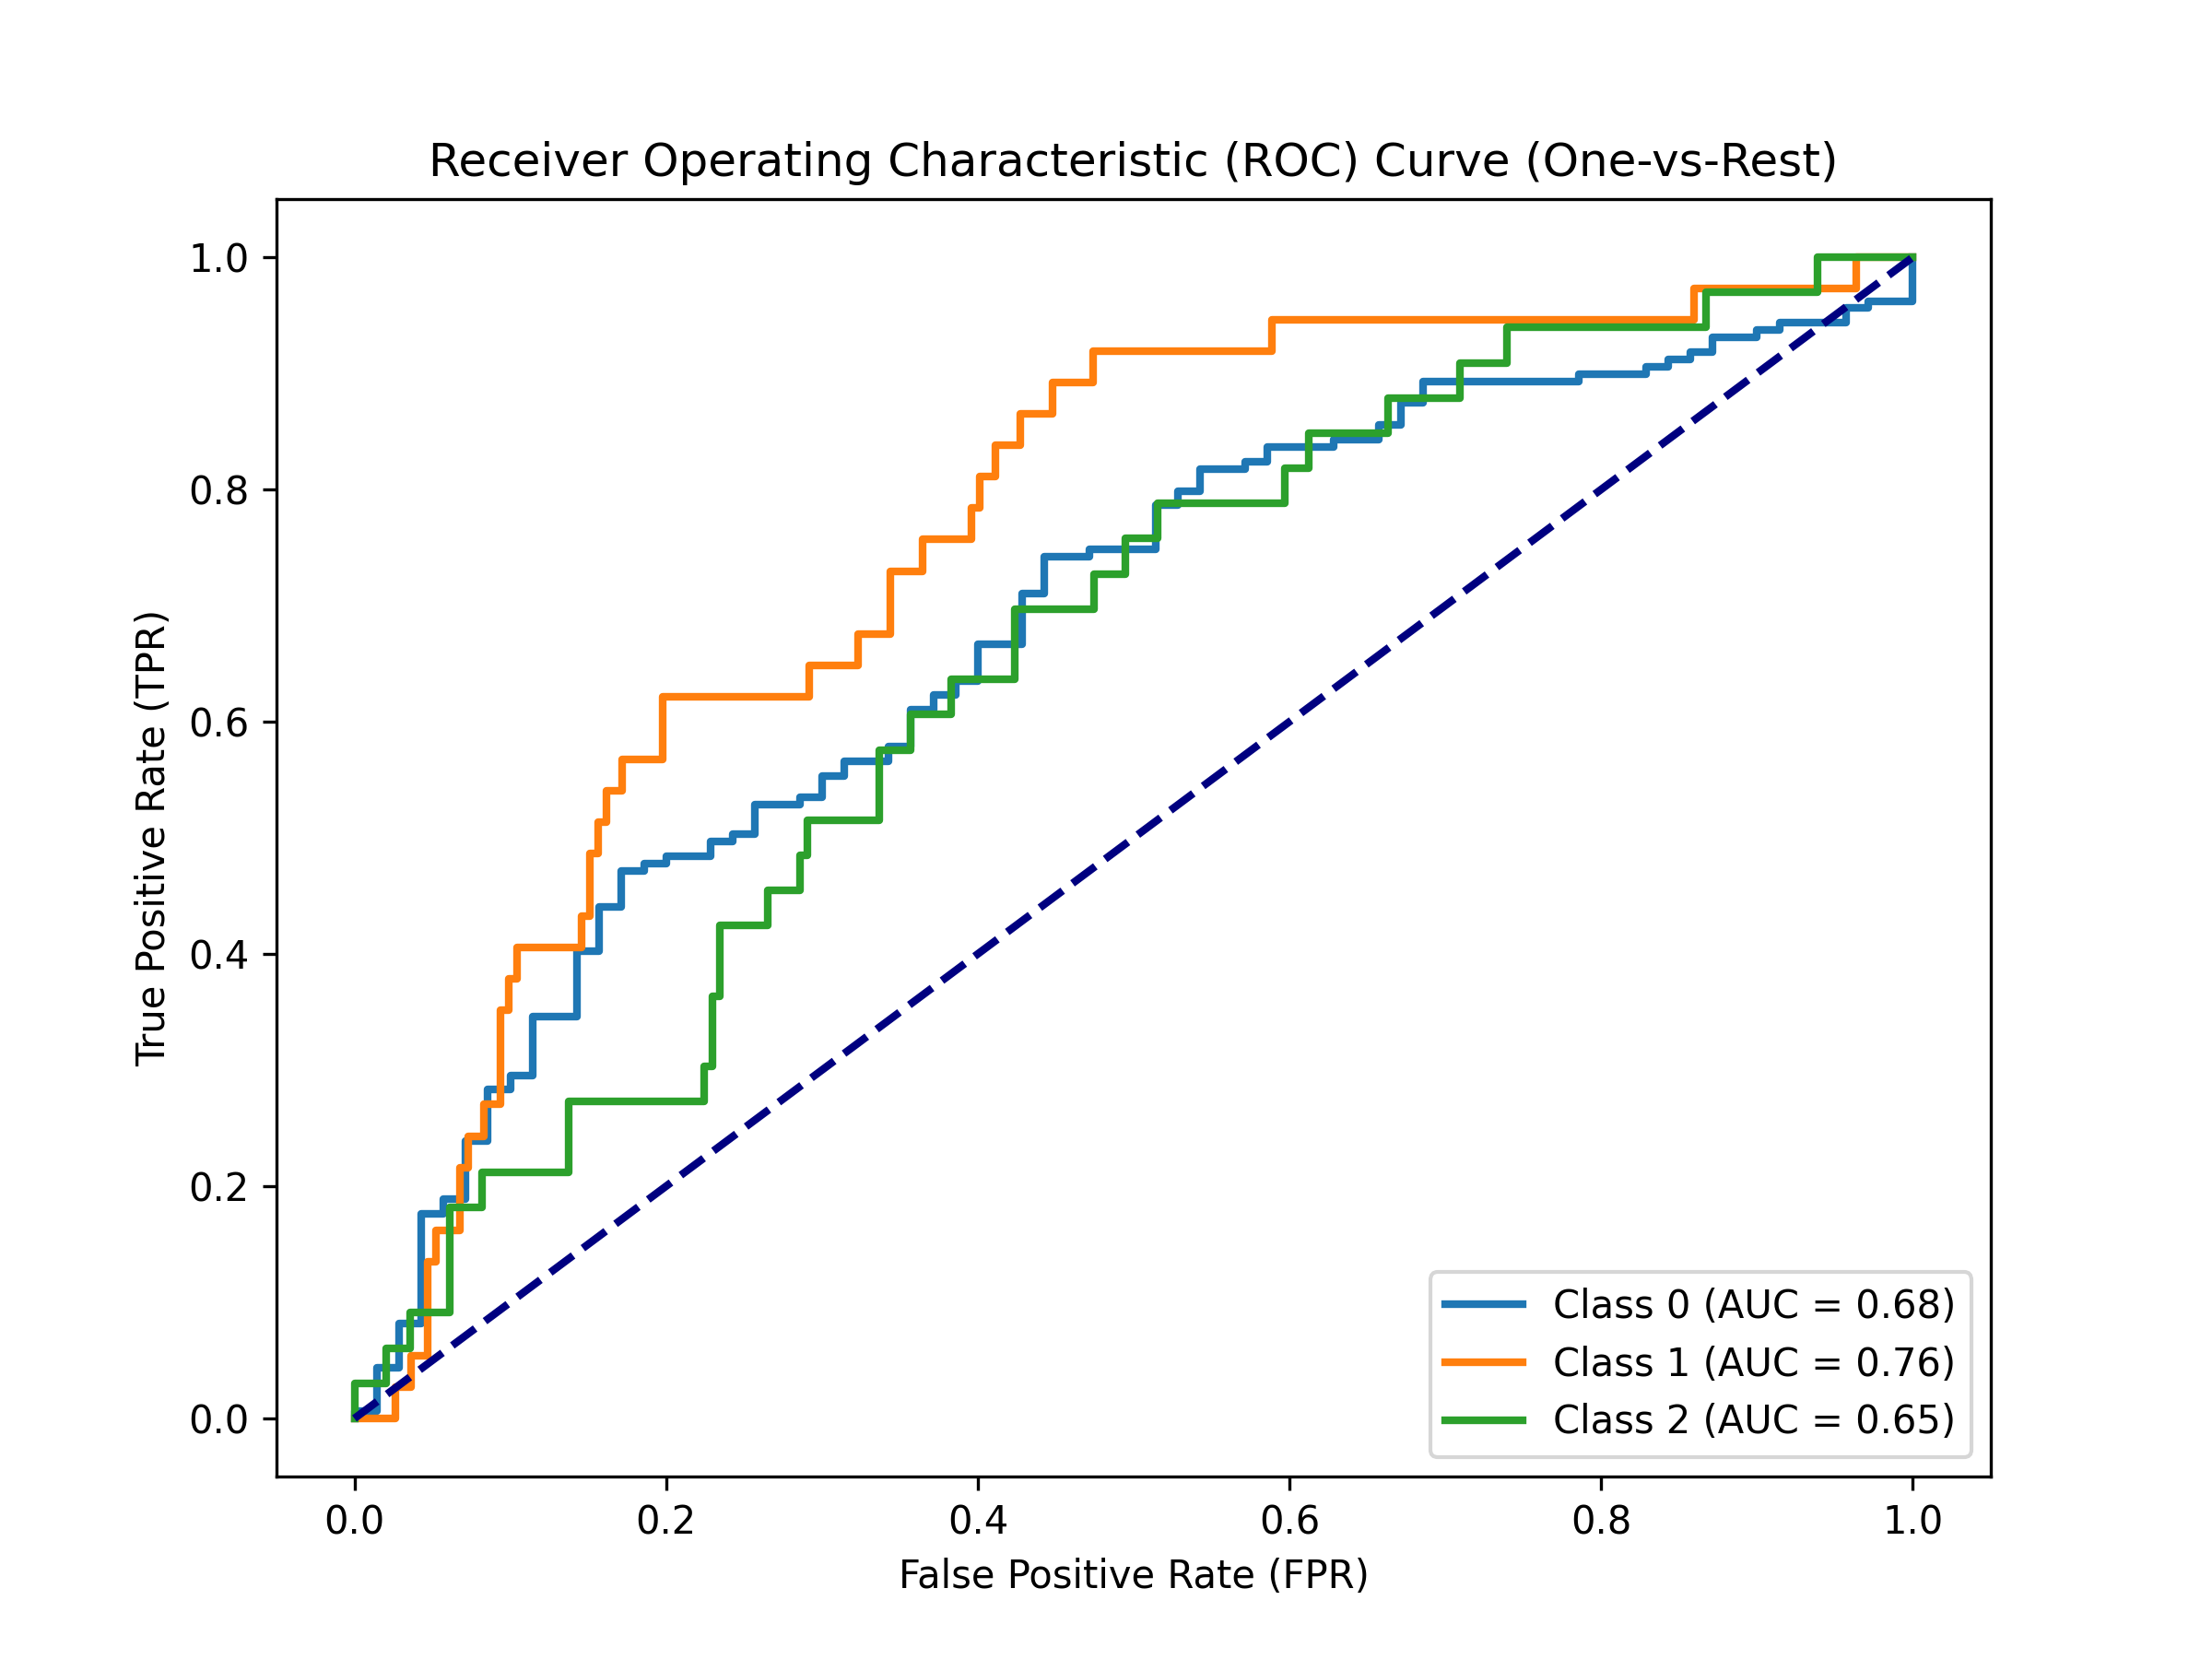 Receiver Operating Characteristic (ROC) Curve (One-vs-Rest)
1.0
0.8
0.6
0.4
0.2
0.0
True Positive Rate (TPR)
Class 0 (AUC = 0.68)
Class 1 (AUC = 0.76)
Class 2 (AUC = 0.65)
0.0 0.2 0.4 0.6 0.8 1.0
False Positive Rate (FPR)